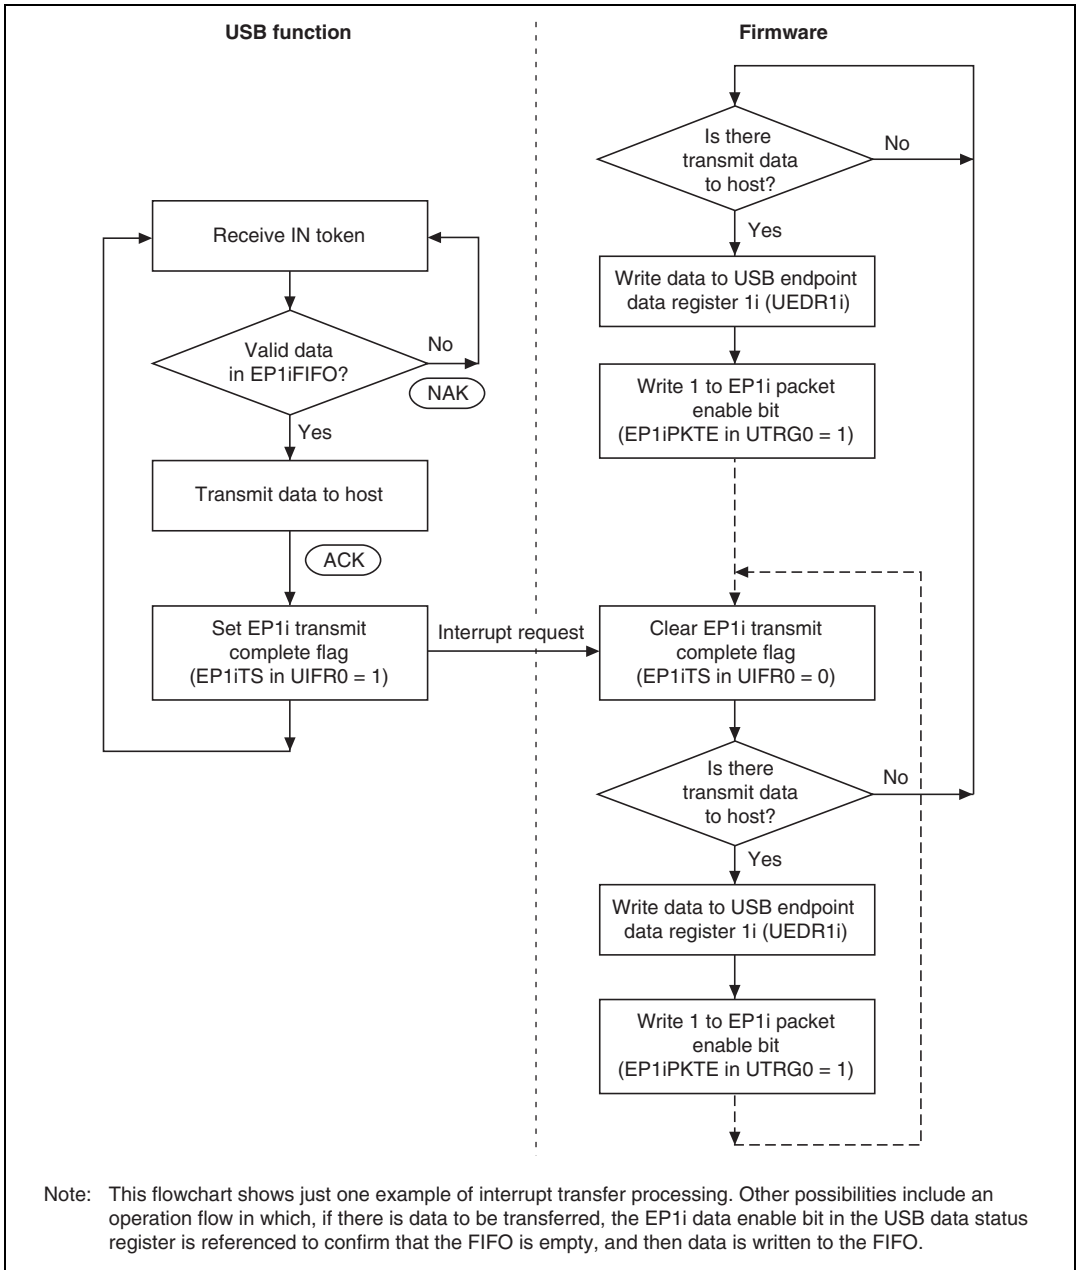 USB function
Firmware
Receive IN token
Valid data
in EP1iFIFO?
No
NAK
Yes
Transmit data to host
ACK
Set EP1i transmit
complete flag
(EP1iTS in UIFR0 = 1)
Interrupt request
Is there
transmit data
to host?
No
Yes
Write data to USB endpoint
data register 1i (UEDR1i)
Write 1 to EP1i packet
enable bit
(EP1iPKTE in UTRG0 = 1)
Clear EP1i transmit
complete flag
(EP1iTS in UIFR0 = 0)
Is there
transmit data
to host?
No
Yes
Write data to USB endpoint
data register 1i (UEDR1i)
Write 1 to EP1i packet
enable bit
(EP1iPKTE in UTRG0 = 1)
Note: This flowchart shows just one example of interrupt transfer processing. Other possibilities include an
operation flow in which, if there is data to be transferred, the EP1i data enable bit in the USB data status
register is referenced to confirm that the FIFO is empty, and then data is written to the FIFO.